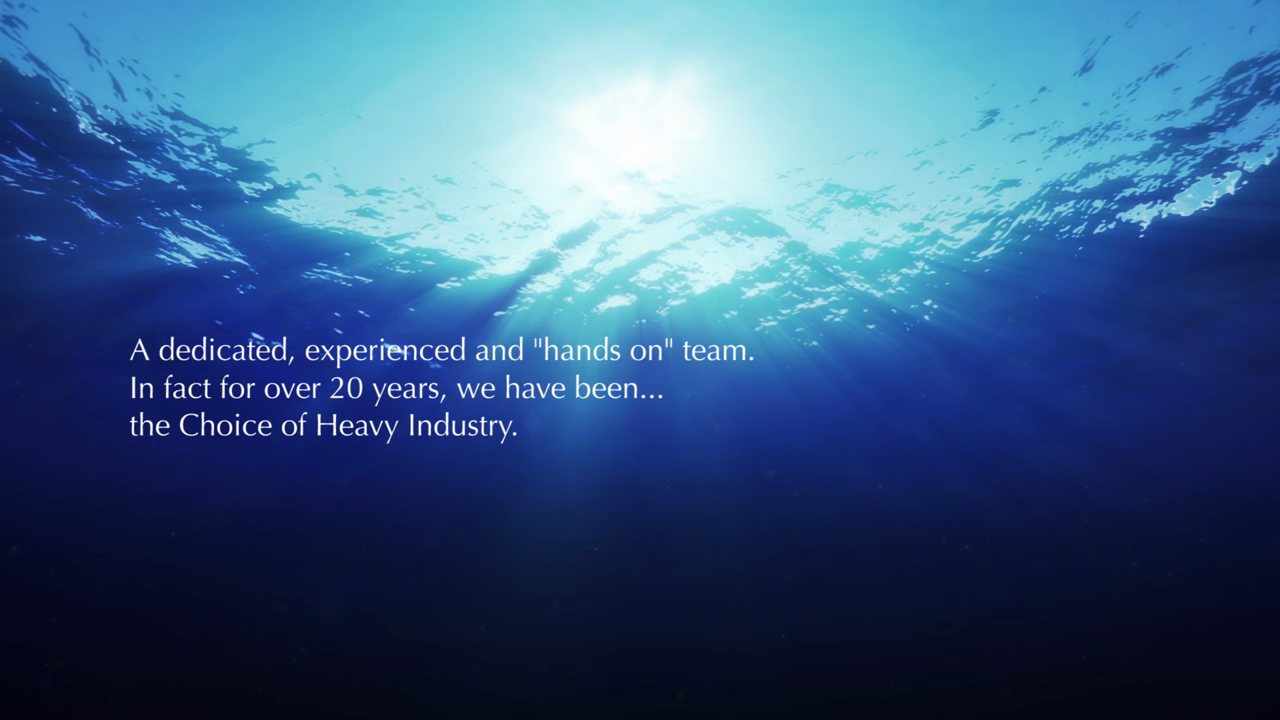 A dedicated, experienced and "hands on" team.
In fact for over 20 years, we have been...
the Choice of Heavy Industry.